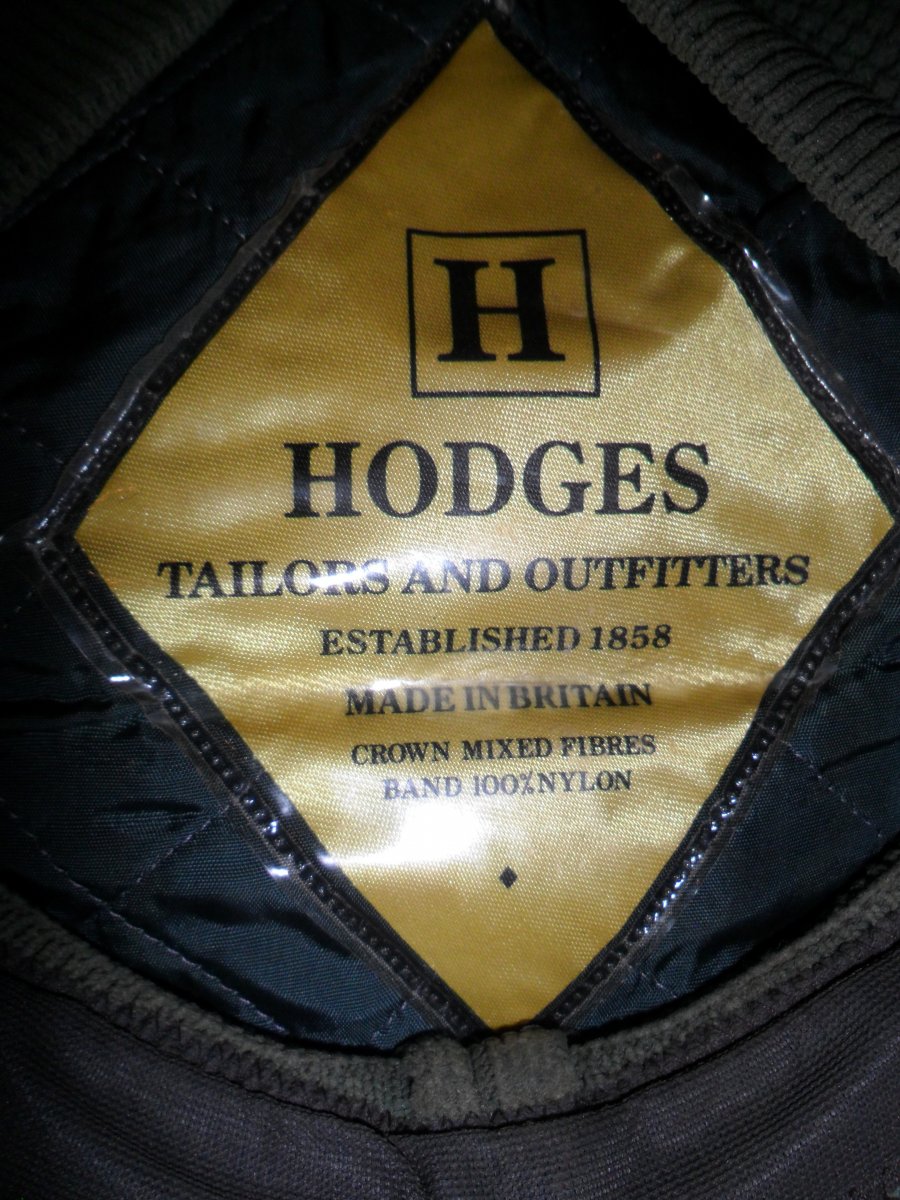 H
HODGES
TAILORS AND OUTFITTERS
ESTABLISHED 1858
MADE IN BRITAIN
CROWN MIXED FIBRES
BAND 100% NYLON